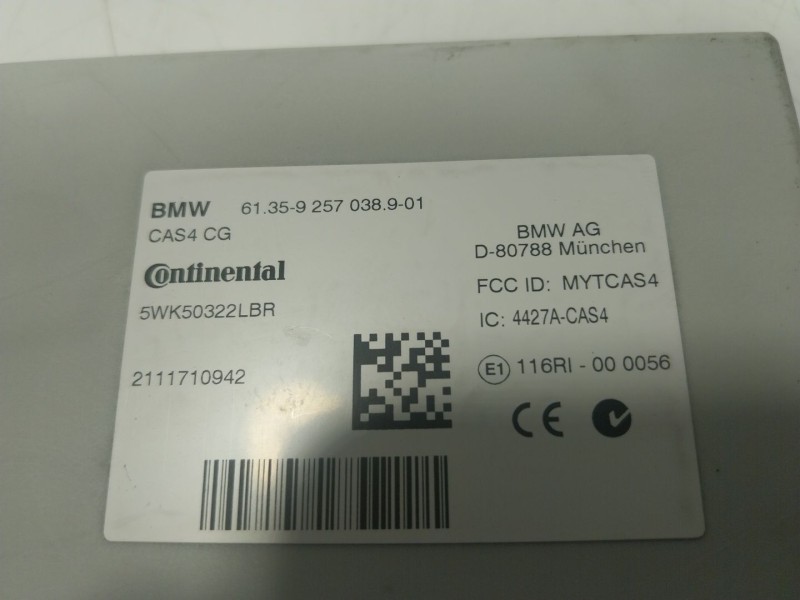 BMW 61.35-9 257 038.9-01
CAS4 CG
Continental
5WK50322LBR
2111710942
BMW AG
D-80788 München
FCC ID: MYTCAS4
IC: 4427A-CAS4
E1 116RI - 00 0056
CE